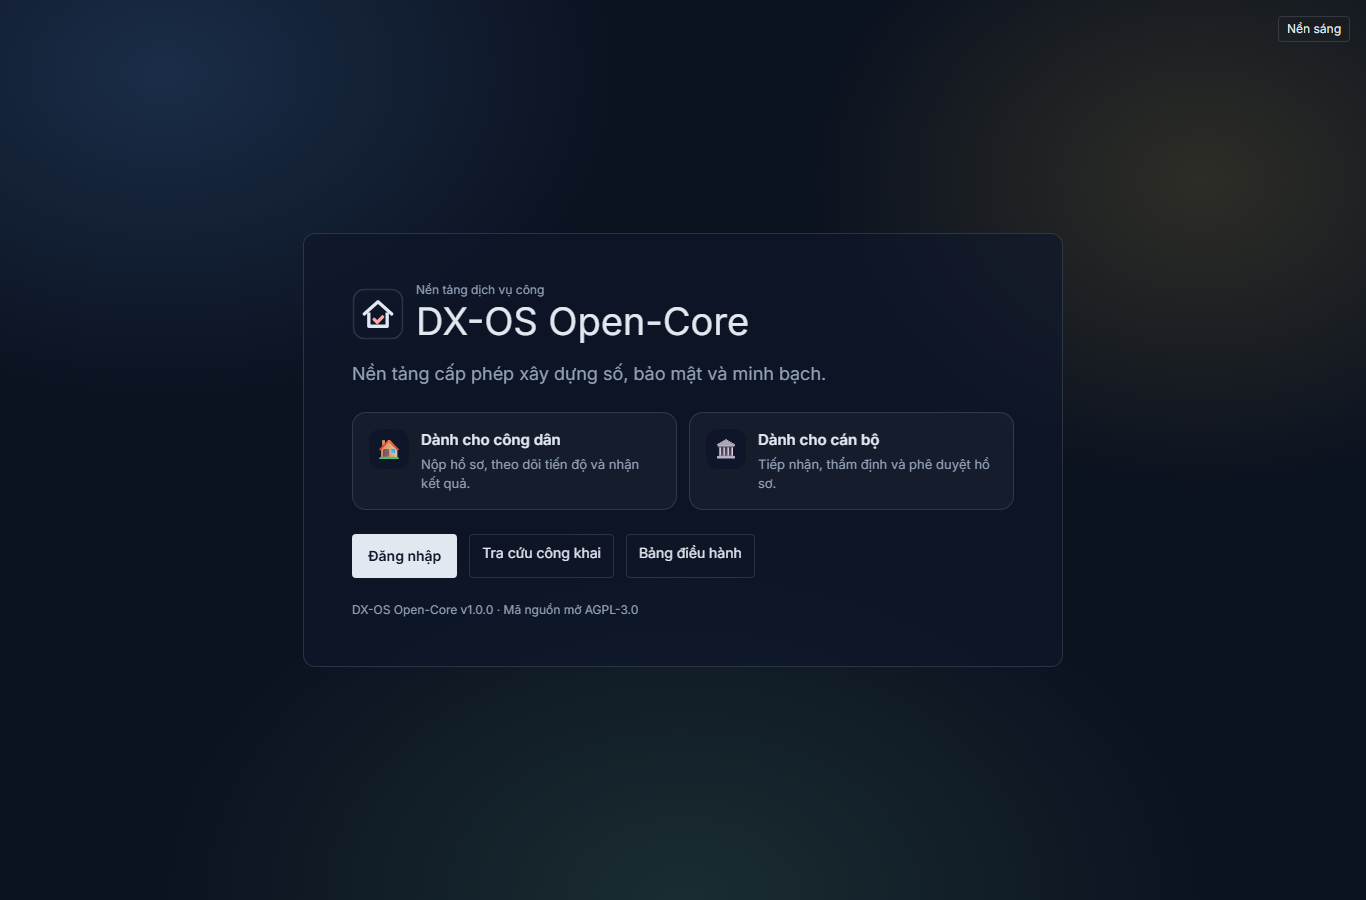 Nền sáng
Nền tảng dịch vụ công
DX-OS Open-Core
Nền tảng cấp phép xây dựng số, bảo mật và minh bạch.
Dành cho công dân
Nộp hồ sơ, theo dõi tiến độ và nhận
kết quả.
Dành cho cán bộ
Tiếp nhận, thẩm định và phê duyệt hồ
sơ.
Đăng nhập
Tra cứu công khai
Bảng điều hành
DX-OS Open-Core v1.0.0 · Mã nguồn mở AGPL-3.0